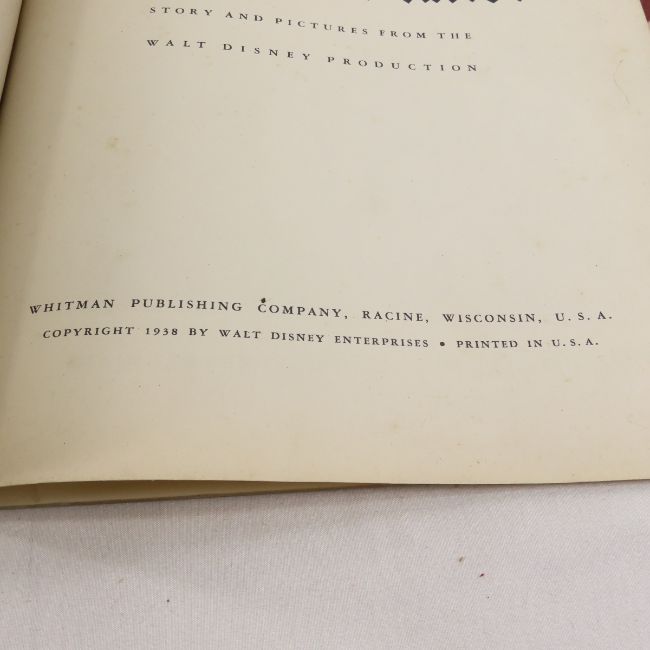 STORY AND PICTURES FROM THE
WALT DISNEY PRODUCTION
WHITMAN PUBLISHING COMPANY, RACINE, WISCONSIN, U. S. A.
COPYRIGHT 1938 BY WALT DISNEY ENTERPRISES • PRINTED IN U. S. A.